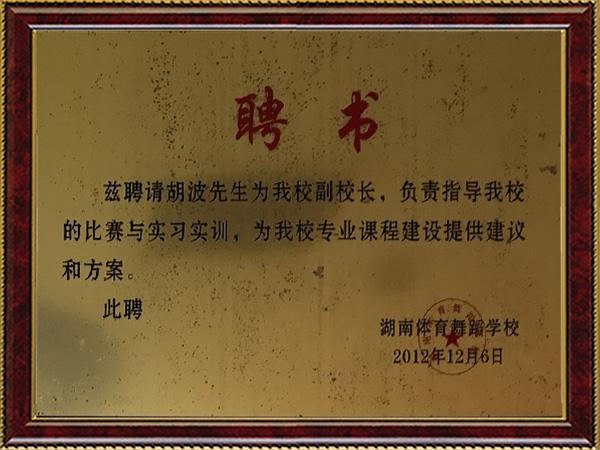 聘书
兹聘请胡波先生为我校副校长，负责指导我校
的比赛与实习实训，为我校专业课程建设提供建议
和方案。
此聘
湖南体育舞蹈学校
2012年12月6日